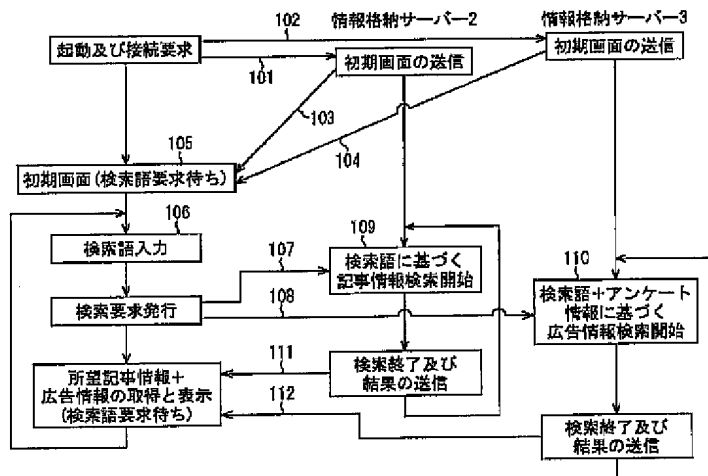 情報格納サーバー2
情報格納サーバー3
102
起動及び接続要求
初期画面の送信
初期画面の送信
101
103
104
105
初期画面(検索語要求待ち)
106
検索語入力
107
109
検索語に基づく
記事情報検索開始
110
検索語+アンケート
情報に基づく
広告情報検索開始
検索要求発行
108
所望記事情報+
広告情報の取得と表示
(検索語要求待ち)
111
検索終了及び
結果の送信
112
検索終了及び
結果の送信